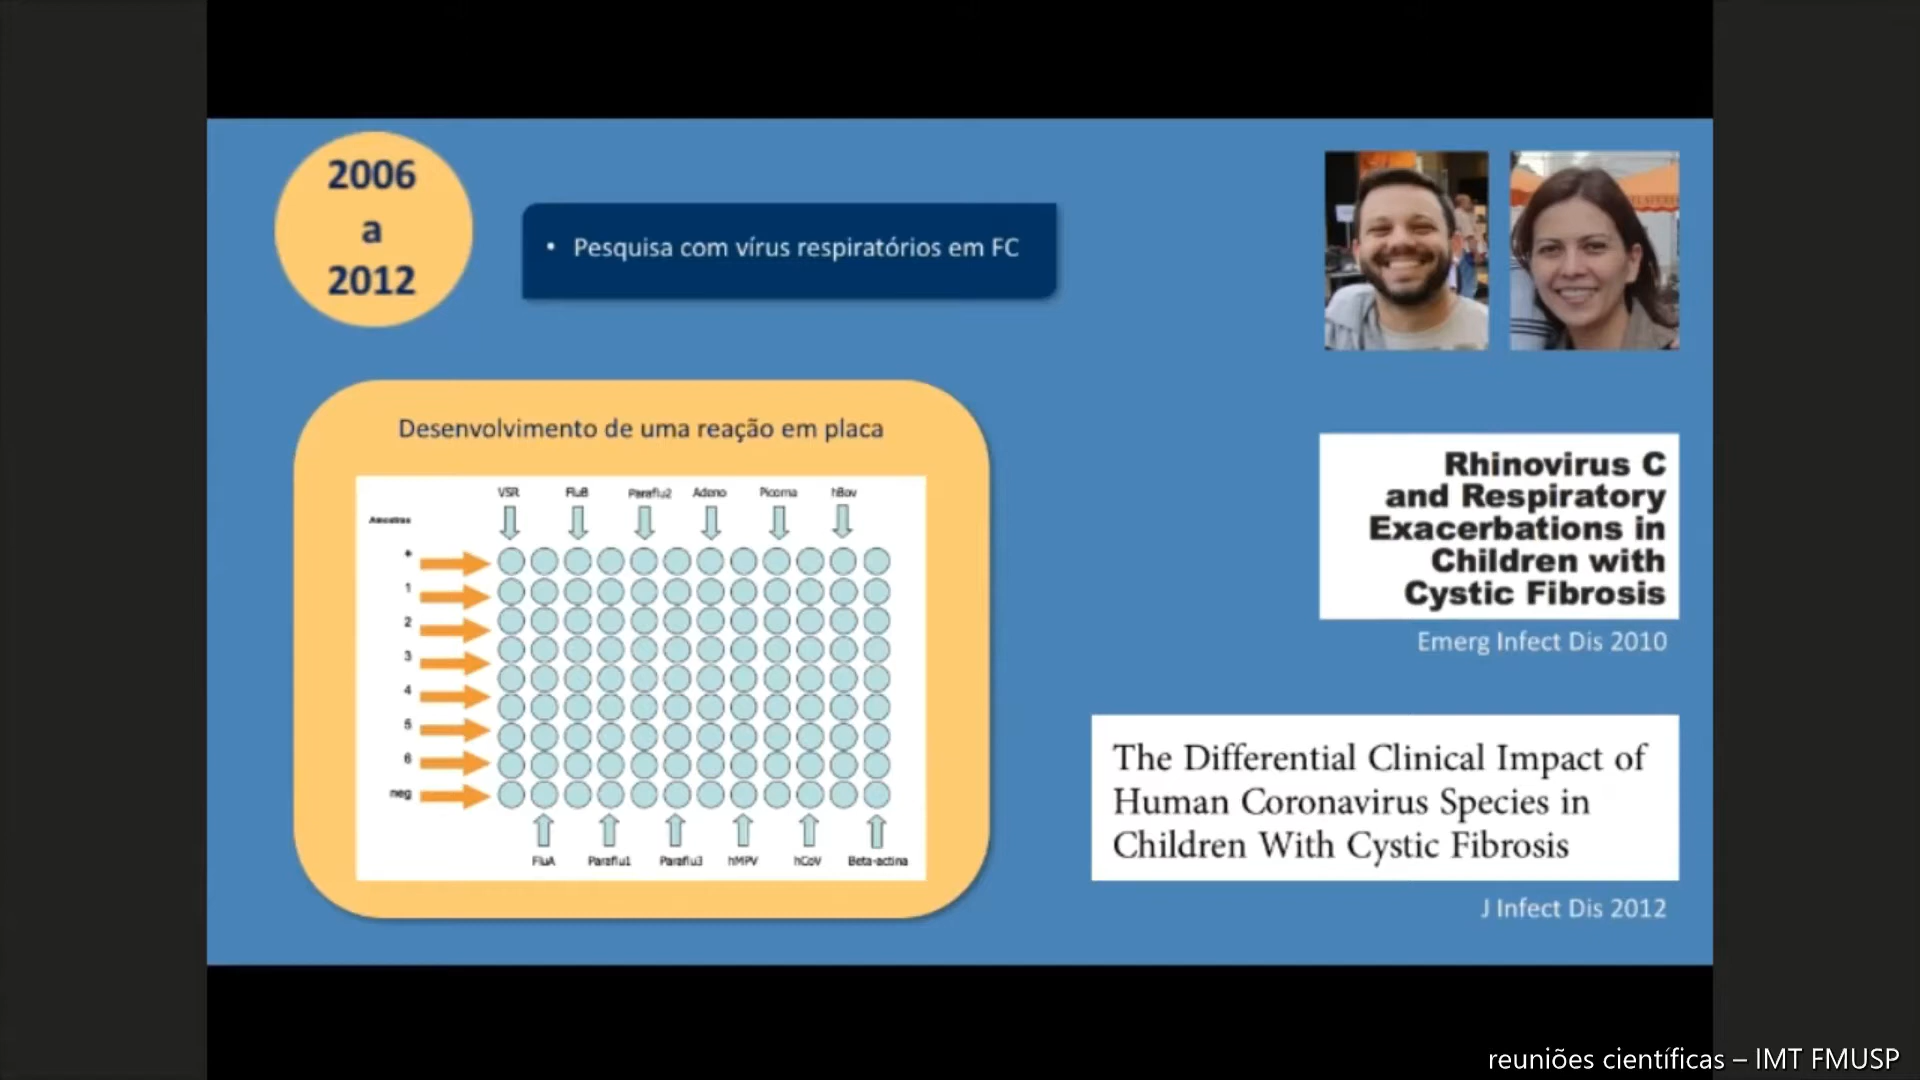 2006
a
2012
• Pesquisa com vírus respiratórios em FC
Desenvolvimento de uma reação em placa
VSR FluB Paraflu2 Adeno Picorna hBov
Amostras
+
1
2
3
4
5
6
neg
FluA Paraflu1 Paraflu3 hMPV hCoV Beta-actina
Rhinovirus C
and Respiratory
Exacerbations in
Children with
Cystic Fibrosis
Emerg Infect Dis 2010
The Differential Clinical Impact of
Human Coronavirus Species in
Children With Cystic Fibrosis
J Infect Dis 2012
reuniões científicas – IMT FMUSP